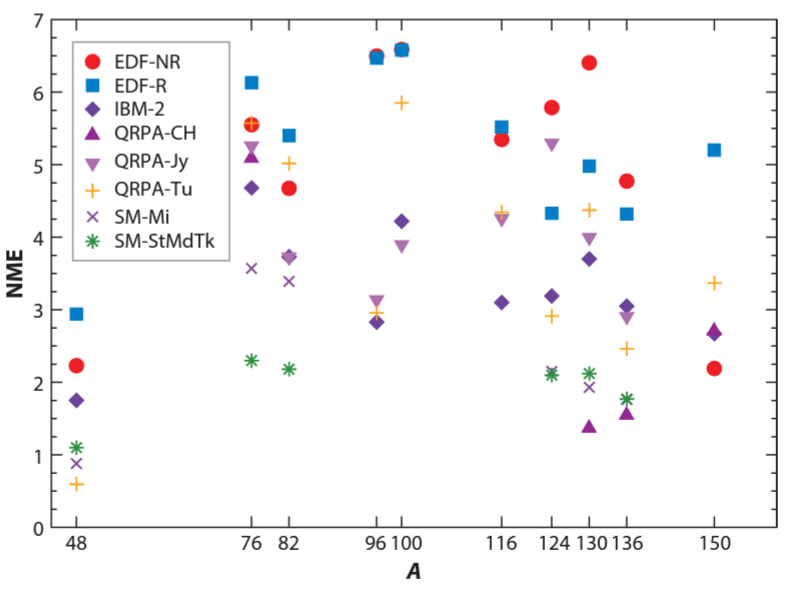 7
6
5
4
3
2
1
0
NME
EDF-NR
EDF-R
IBM-2
QRPA-CH
QRPA-Jy
QRPA-Tu
SM-Mi
SM-StMdTk
48 76 82 96 100 116 124 130 136 150
A